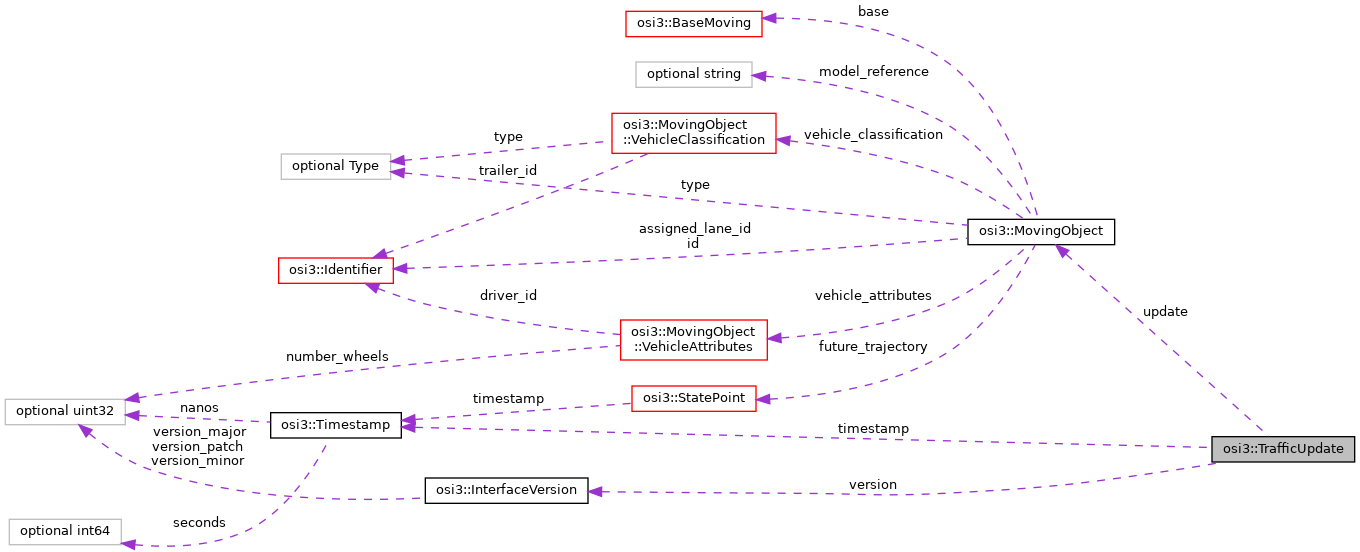 base
osi3::BaseMoving
model_reference
optional string
osi3::MovingObject
::VehicleClassification
vehicle_classification
type
optional Type
trailer_id
type
osi3::MovingObject
assigned_lane_id
id
osi3::Identifier
driver_id
vehicle_attributes
update
osi3::MovingObject
::VehicleAttributes
future_trajectory
number_wheels
osi3::StatePoint
timestamp
optional uint32
nanos
osi3::Timestamp
timestamp
version_major
version_patch
version_minor
osi3::TrafficUpdate
version
osi3::InterfaceVersion
seconds
optional int64